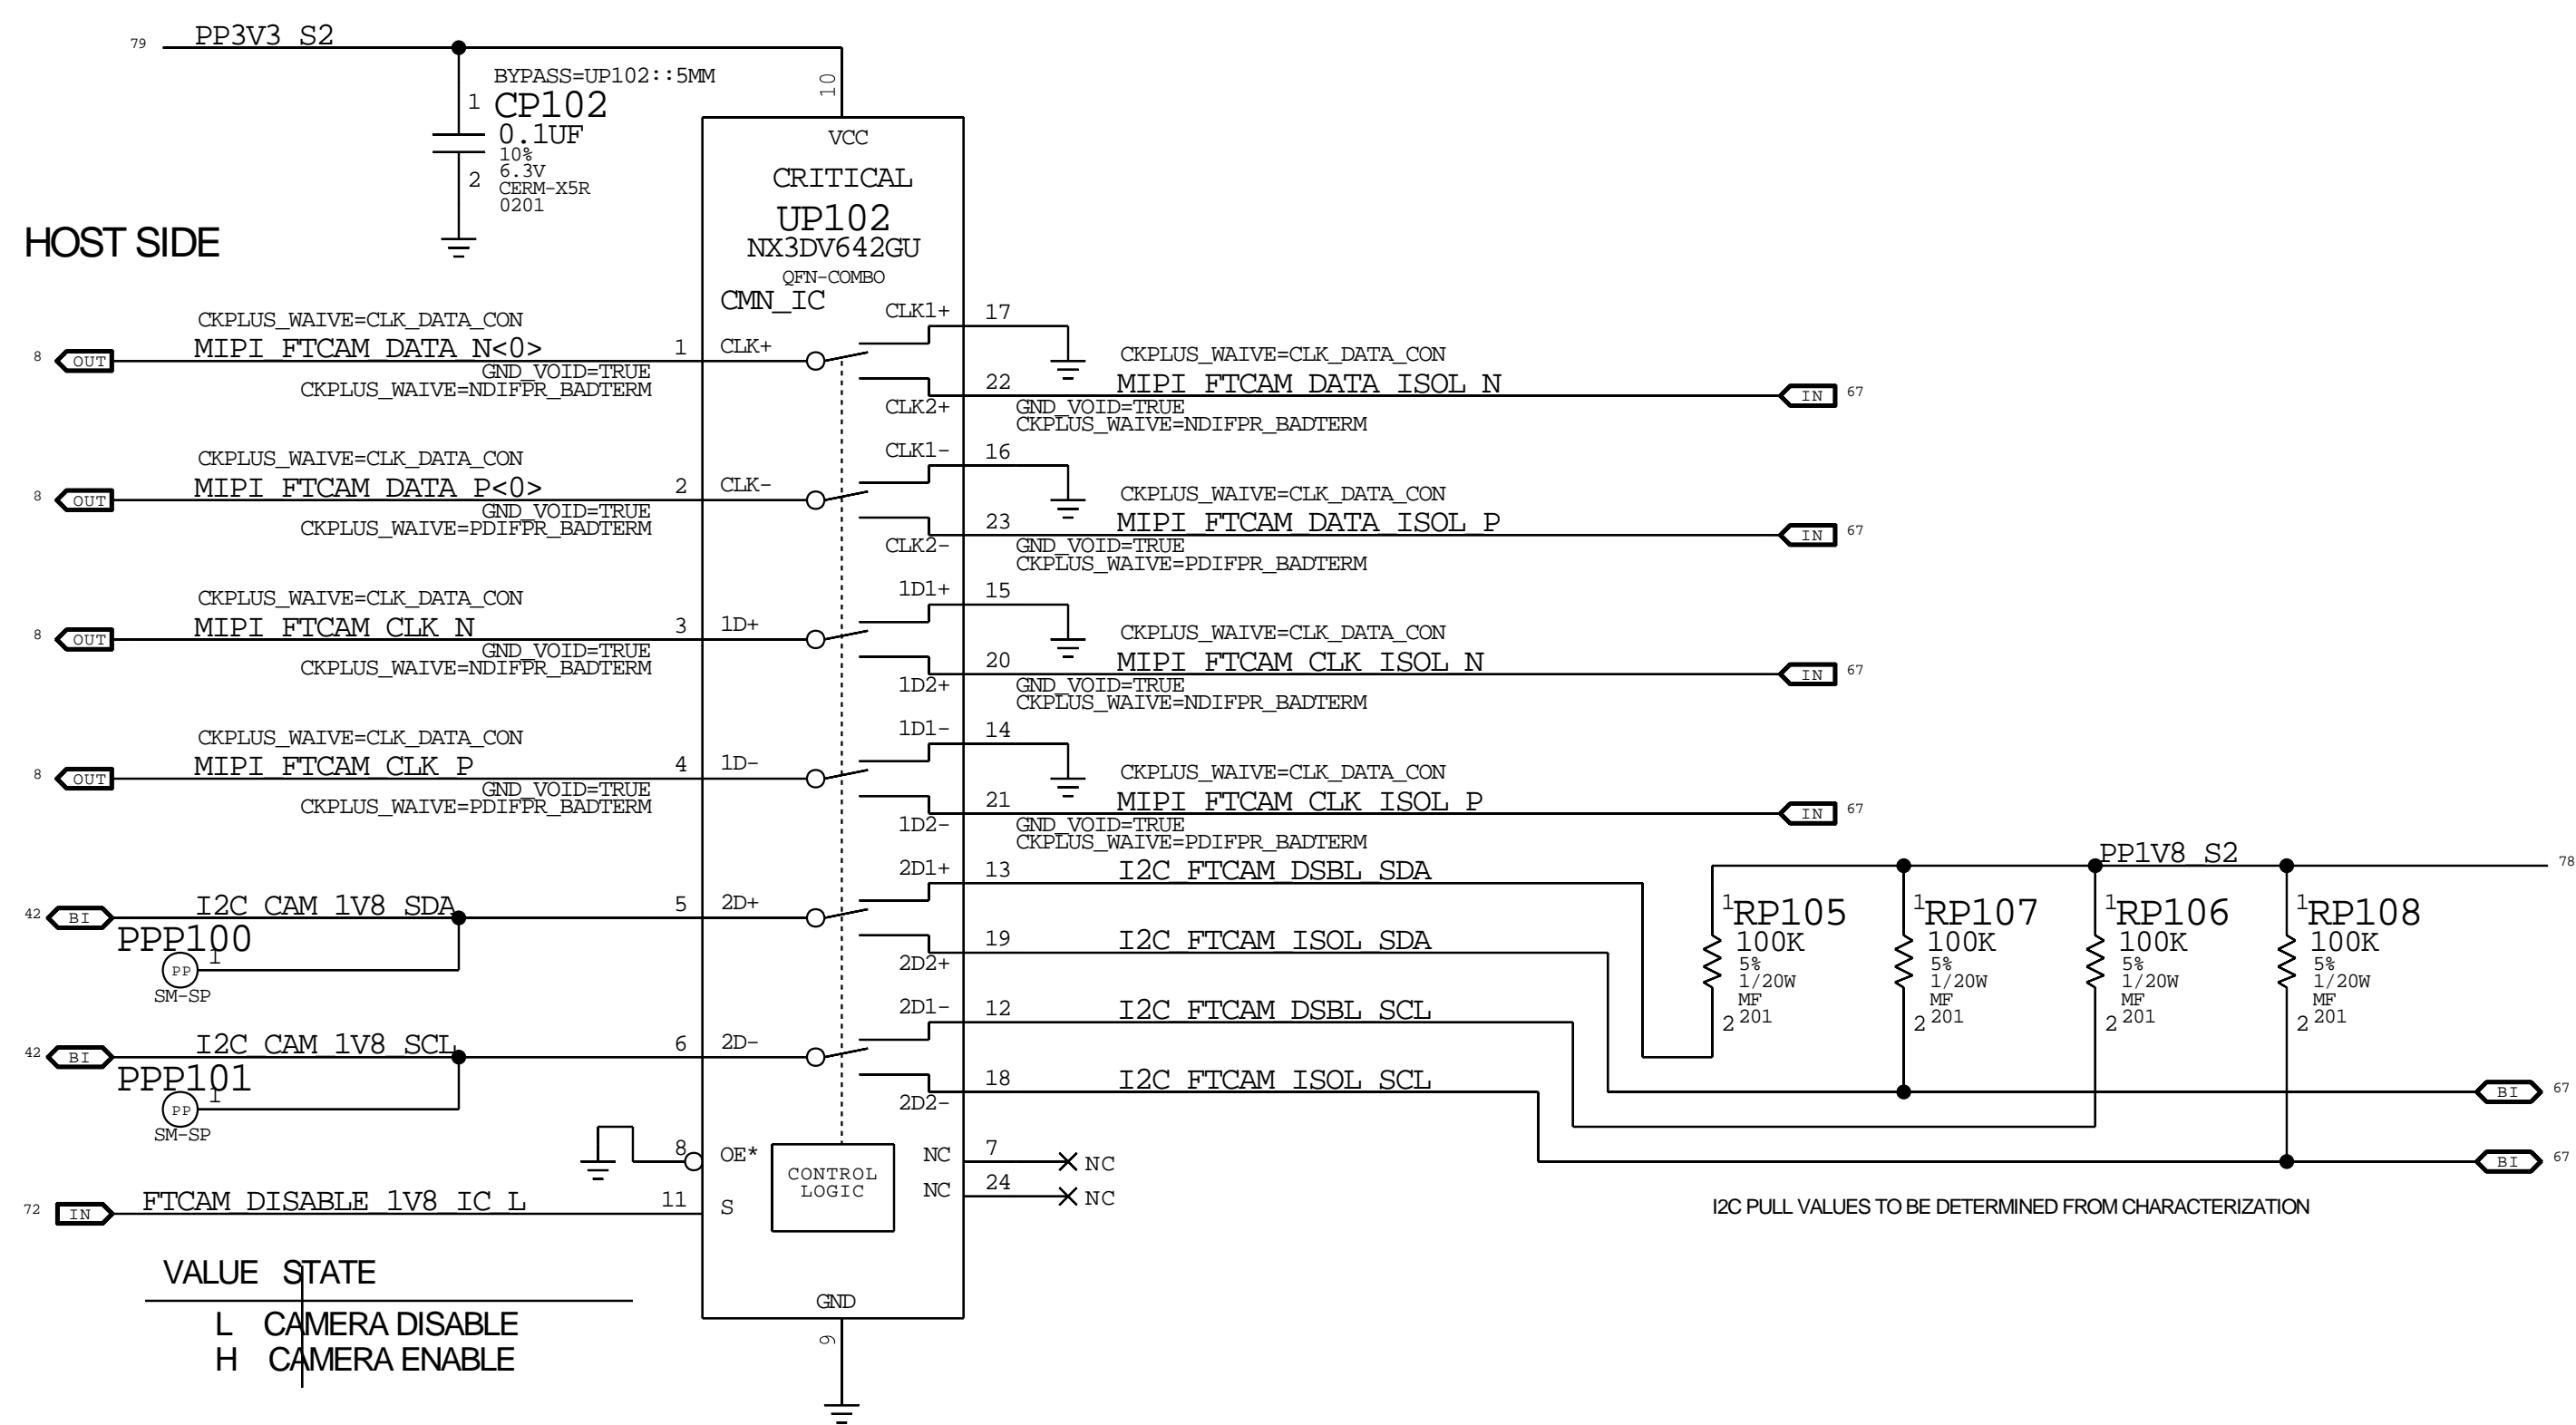 79 PP3V3_S2
BYPASS=UP102::5MM
1 CP102
0.1UF
10%
6.3V
2 CERM-X5R
0201
HOST SIDE
10
VCC
CRITICAL
UP102
NX3DV642GU
QFN-COMBO
CMN_IC
CKPLUS_WAIVE=CLK_DATA_CON
8 OUT MIPI_FTCAM_DATA_N<0> 1 CLK+
GND_VOID=TRUE
CKPLUS_WAIVE=NDIFPR_BADTERM
CLK1+ 17
CKPLUS_WAIVE=CLK_DATA_CON
22 MIPI_FTCAM_DATA_ISOL_N IN 67
CLK2+ GND_VOID=TRUE
CKPLUS_WAIVE=NDIFPR_BADTERM
CKPLUS_WAIVE=CLK_DATA_CON
8 OUT MIPI_FTCAM_DATA_P<0> 2 CLK-
GND_VOID=TRUE
CKPLUS_WAIVE=PDIFPR_BADTERM
CLK1- 16
CKPLUS_WAIVE=CLK_DATA_CON
23 MIPI_FTCAM_DATA_ISOL_P IN 67
CLK2- GND_VOID=TRUE
CKPLUS_WAIVE=PDIFPR_BADTERM
CKPLUS_WAIVE=CLK_DATA_CON
8 OUT MIPI_FTCAM_CLK_N 3 1D+
GND_VOID=TRUE
CKPLUS_WAIVE=NDIFPR_BADTERM
1D1+ 15
CKPLUS_WAIVE=CLK_DATA_CON
20 MIPI_FTCAM_CLK_ISOL_N IN 67
1D2+ GND_VOID=TRUE
CKPLUS_WAIVE=NDIFPR_BADTERM
CKPLUS_WAIVE=CLK_DATA_CON
8 OUT MIPI_FTCAM_CLK_P 4 1D-
GND_VOID=TRUE
CKPLUS_WAIVE=PDIFPR_BADTERM
1D1- 14
CKPLUS_WAIVE=CLK_DATA_CON
21 MIPI_FTCAM_CLK_ISOL_P IN 67
1D2- GND_VOID=TRUE
CKPLUS_WAIVE=PDIFPR_BADTERM
2D1+ 13 I2C_FTCAM_DSBL_SDA
42 BI I2C_CAM_1V8_SDA 5 2D+
PPP100
PP 1
SM-SP
19 I2C_FTCAM_ISOL_SDA
2D2+
2D1- 12 I2C_FTCAM_DSBL_SCL
42 BI I2C_CAM_1V8_SCL 6 2D-
PPP101
PP 1
SM-SP
18 I2C_FTCAM_ISOL_SCL
2D2-
PP1V8_S2 78
1 RP105 1 RP107 1 RP106 1 RP108
100K 100K 100K 100K
5% 5% 5% 5%
1/20W 1/20W 1/20W 1/20W
MF MF MF MF
2 201 2 201 2 201 2 201
BI 67
BI 67
I2C PULL VALUES TO BE DETERMINED FROM CHARACTERIZATION
8 OE*
CONTROL
LOGIC
NC 7 NC
NC 24 NC
72 IN FTCAM_DISABLE_1V8_IC_L 11 S
GND
9
VALUE STATE
L CAMERA DISABLE
H CAMERA ENABLE